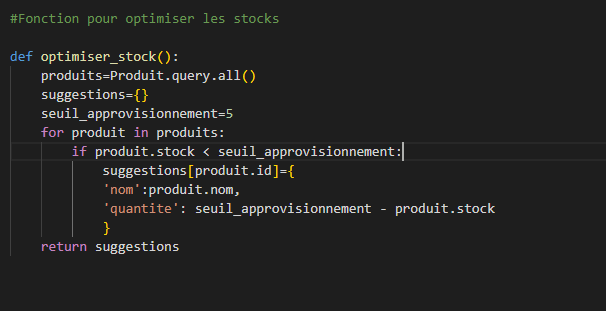 #Fonction pour optimiser les stocks
def optimiser_stock():
produits=Produit.query.all()
suggestions={}
seuil_approvisionnement=5
for produit in produits:
if produit.stock < seuil_approvisionnement:
suggestions[produit.id]={
'nom':produit.nom,
'quantite': seuil_approvisionnement - produit.stock
}
return suggestions